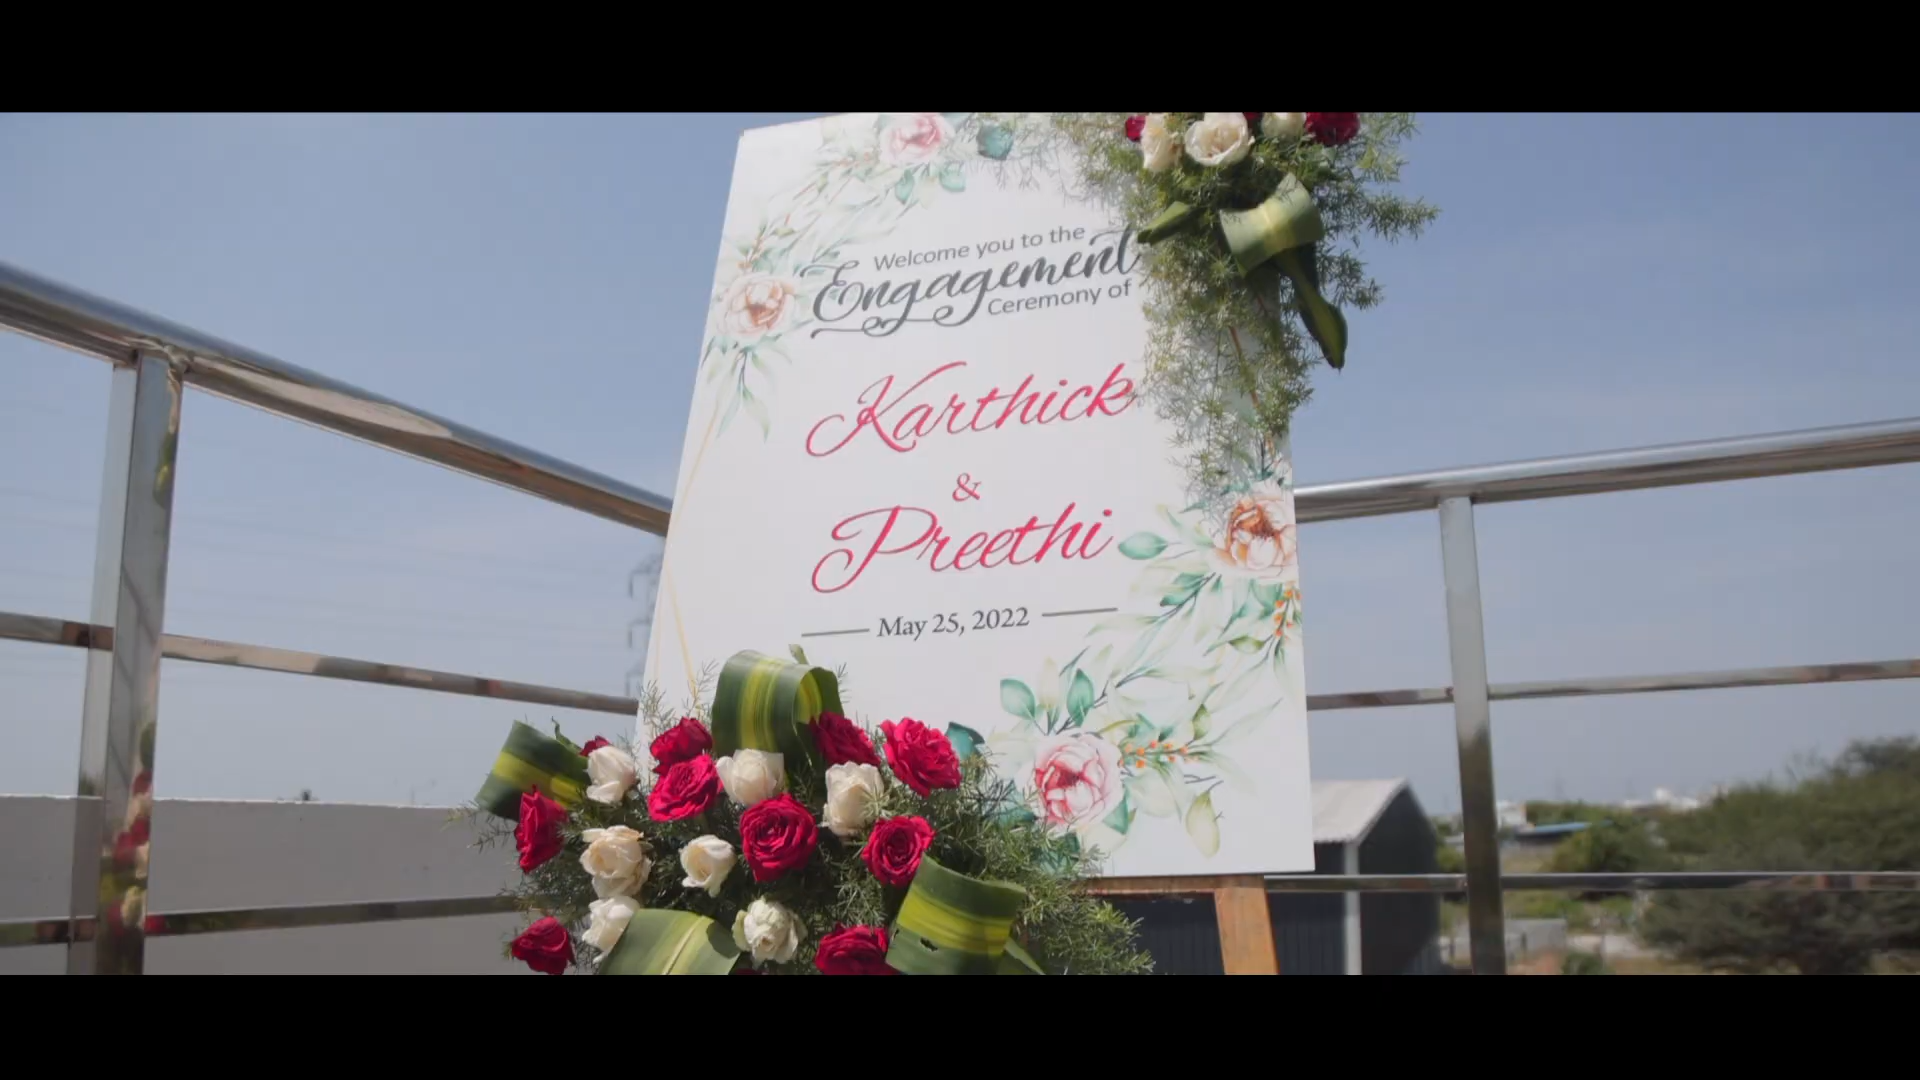 Welcome you to the
Engagement
Ceremony of
Karthick
&
Preethi
May 25, 2022